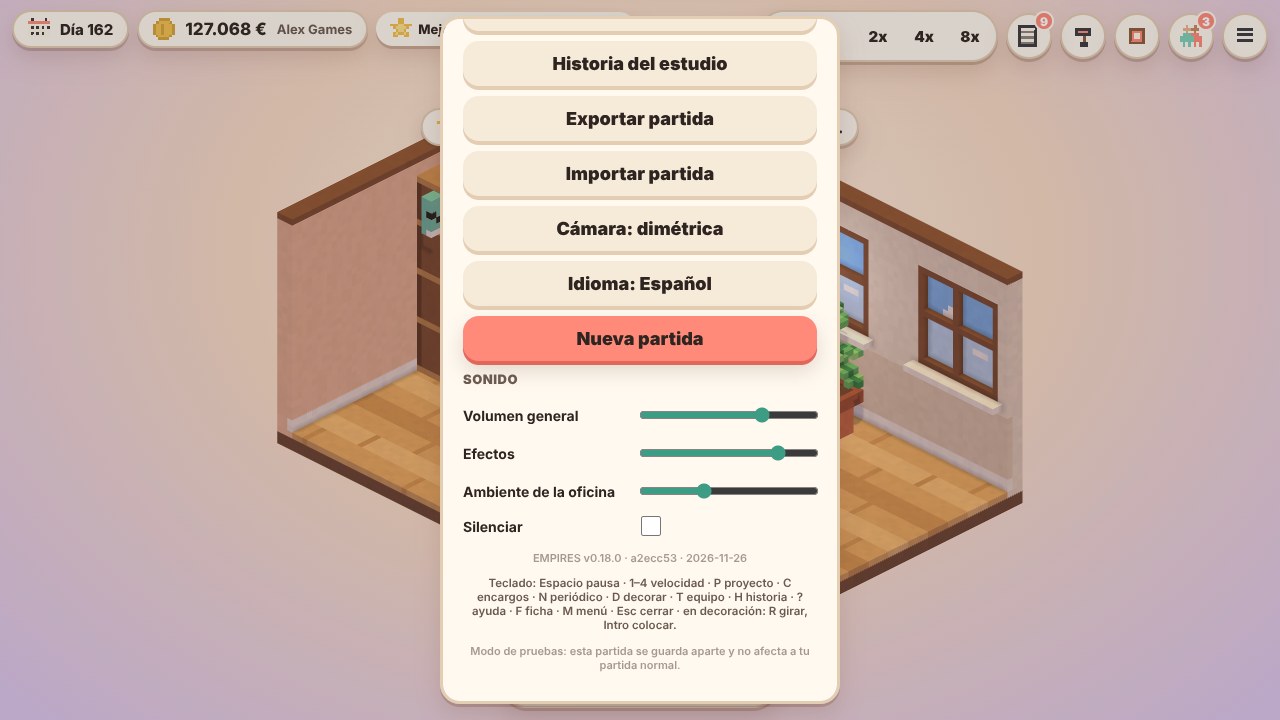 Día 162
127.068 € Alex Games
Mej
2x 4x 8x
9
3
Historia del estudio
Exportar partida
Importar partida
Cámara: dimétrica
Idioma: Español
Nueva partida
SONIDO
Volumen general
Efectos
Ambiente de la oficina
Silenciar
EMPIRES v0.18.0 · a2ecc53 · 2026-11-26
Teclado: Espacio pausa · 1–4 velocidad · P proyecto · C
encargos · N periódico · D decorar · T equipo · H historia · ?
ayuda · F ficha · M menú · Esc cerrar · en decoración: R girar,
Intro colocar.
Modo de pruebas: esta partida se guarda aparte y no afecta a tu
partida normal.